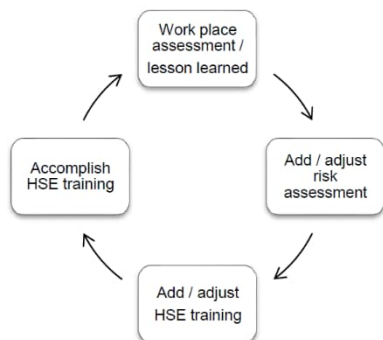 Work place
assessment /
lesson learned
Add / adjust
risk
assessment
Add / adjust
HSE training
Accomplish
HSE training